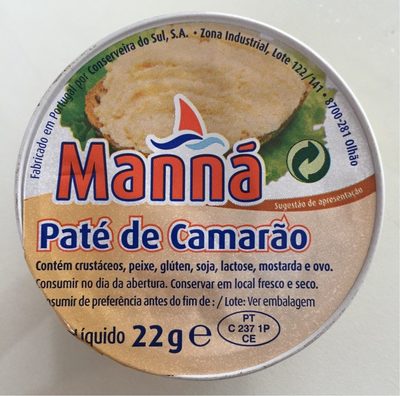 Fabricado em Portugal por Conserveira do Sul, S.A. • Zona Industrial, Lote 122/141 • 8700-281 Olhão
Manná
Sugestão de apresentação
Paté de Camarão
Contém crustáceos, peixe, glúten, soja, lactose, mostarda e ovo.
Consumir no dia da abertura. Conservar em local fresco e seco.
nsumir de preferência antes do fim de : / Lote: Ver embalagem
íquido 22 g e
PT
C 237 1P
CE